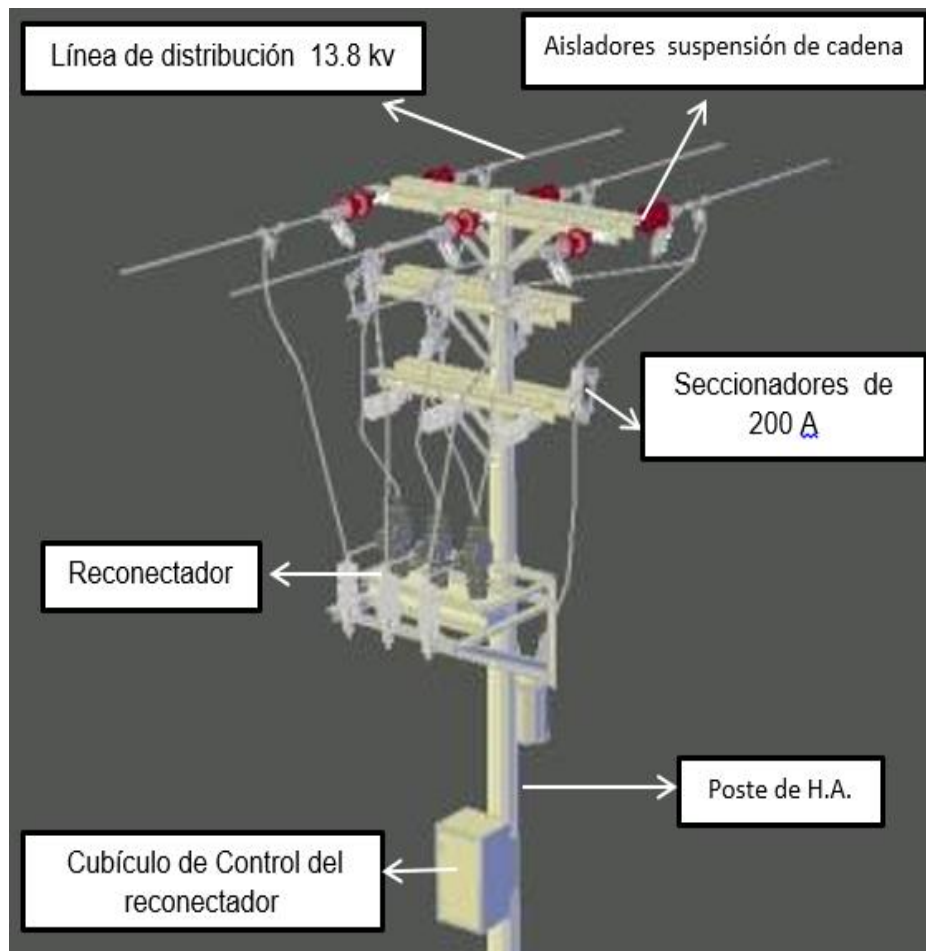 Línea de distribución 13.8 kv
Aisladores suspensión de cadena
Seccionadores de
200 A
Reconectador
Poste de H.A.
Cubículo de Control del
reconectador